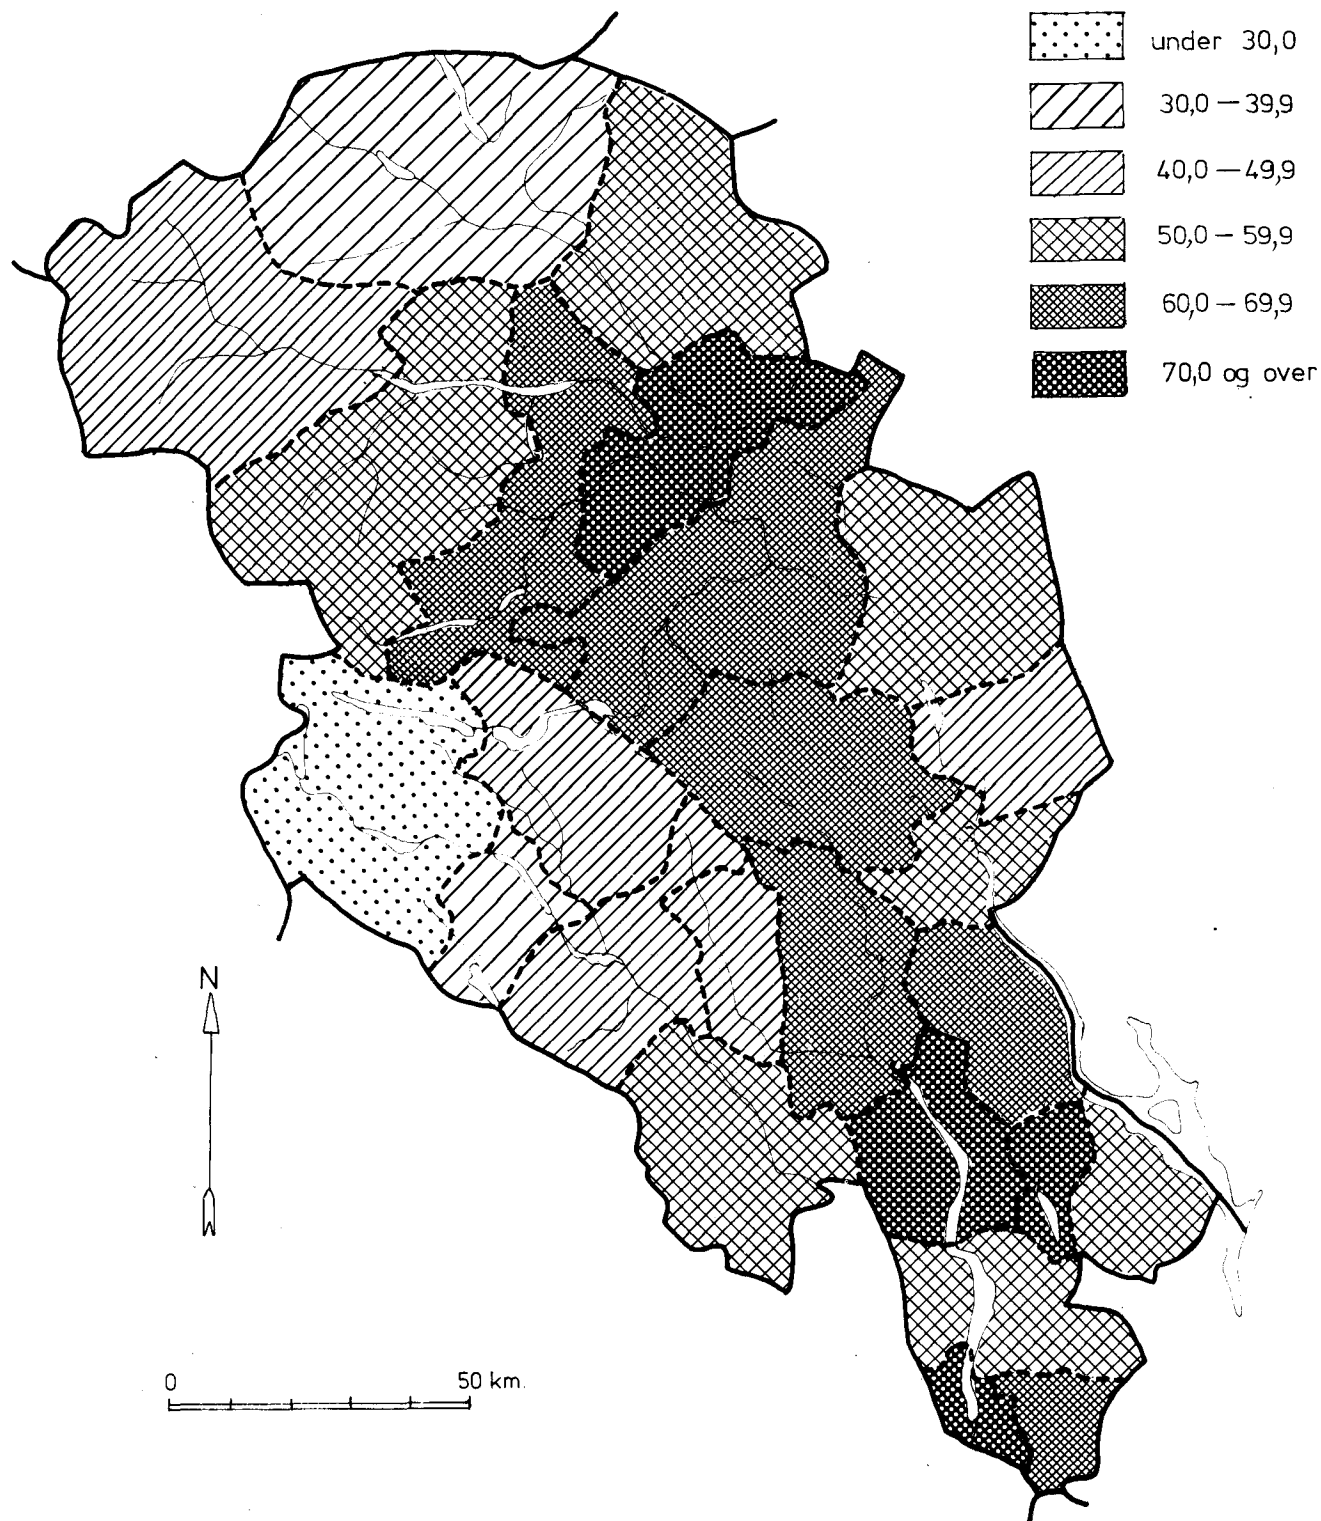 under 30,0
30,0 — 39,9
40,0 — 49,9
50,0 — 59,9
60,0 — 69,9
70,0 og over
N
0 50 km.